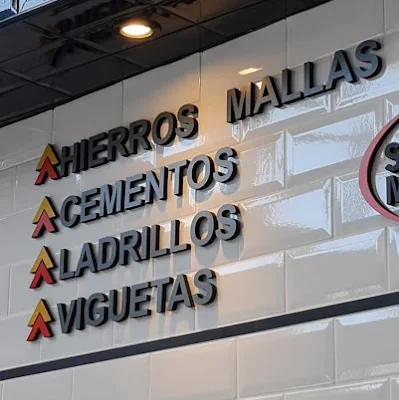 HIERROS MALLAS
CEMENTOS
LADRILLOS
VIGUETAS